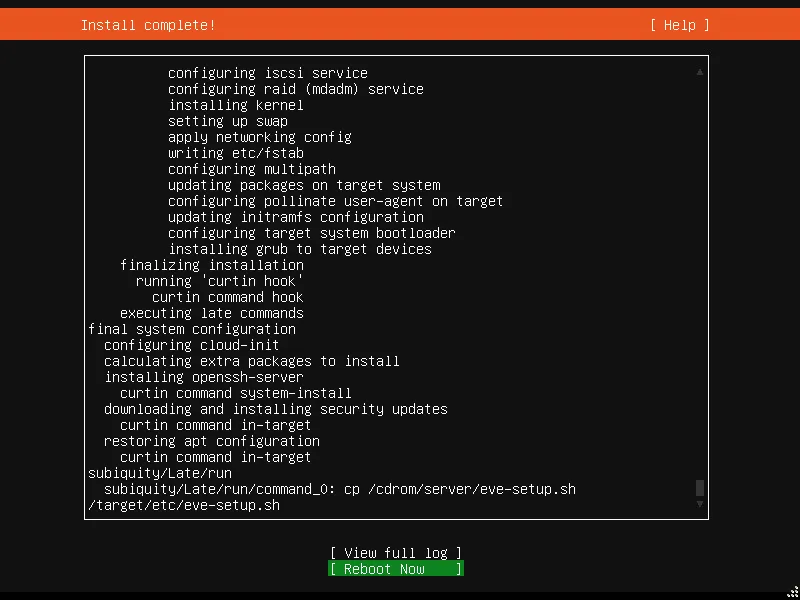 Install complete! [ Help ]
configuring iscsi service
configuring raid (mdadm) service
installing kernel
setting up swap
apply networking config
writing etc/fstab
configuring multipath
updating packages on target system
configuring pollinate user-agent on target
updating initramfs configuration
configuring target system bootloader
installing grub to target devices
finalizing installation
running 'curtin hook'
curtin command hook
executing late commands
final system configuration
configuring cloud-init
calculating extra packages to install
installing openssh-server
curtin command system-install
downloading and installing security updates
curtin command in-target
restoring apt configuration
curtin command in-target
subiquity/Late/run
subiquity/Late/run/command_0: cp /cdrom/server/eve-setup.sh
/target/etc/eve-setup.sh
[ View full log ]
[ Reboot Now ]